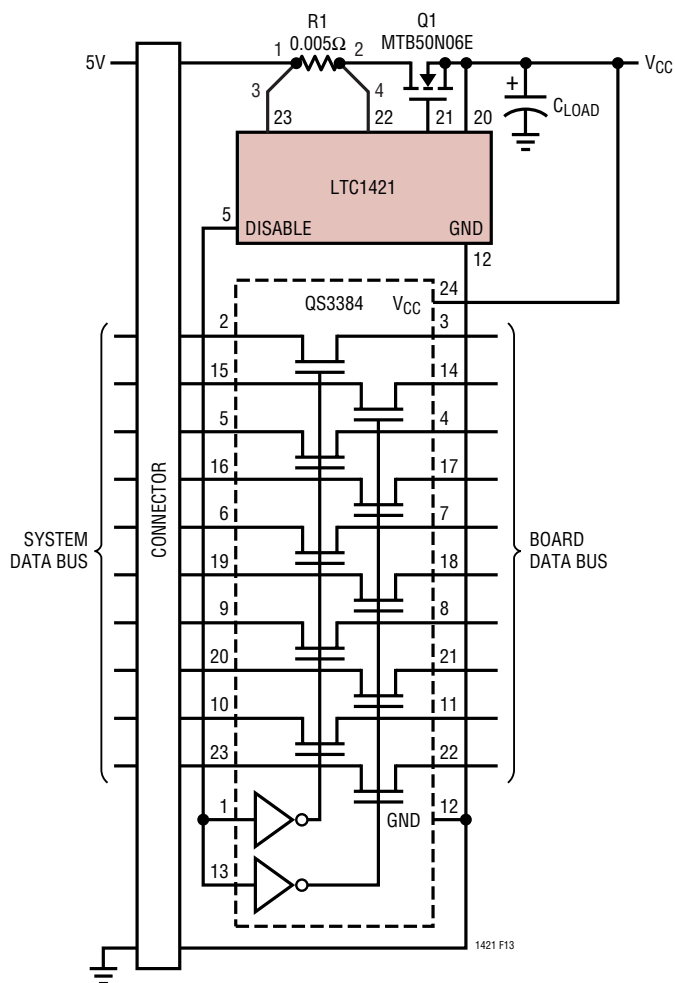 R1
0.005Ω
Q1
MTB50N06E
5V
1 2
VCC
3 4
+
CLOAD
23 22 21 20
LTC1421
5
DISABLE GND
12
QS3384 VCC 24
2 3
15 14
5 4
16 17
6 7
19 18
9 8
20 21
10 11
23 22
CONNECTOR
SYSTEM
DATA BUS
BOARD
DATA BUS
1
GND 12
13
1421 F13